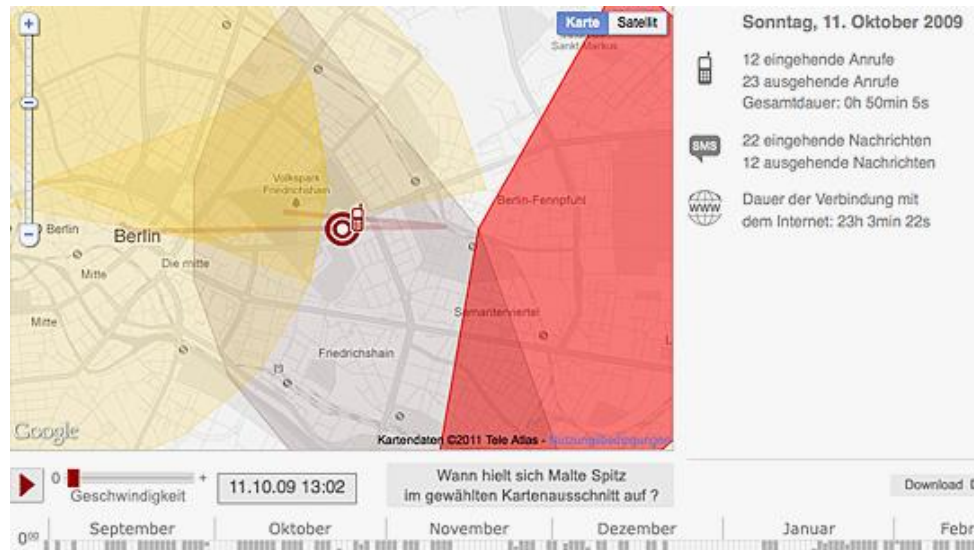 Karte Satellit
Sankt Markus
Volkspark
Friedrichshain
Berlin-Fennpfuhl
Berlin
Berlin
Die mitte
Mitte
Samariterviertel
Mitte
Friedrichshain
Google
Kartendaten ©2011 Tele Atlas - Nutzungsbedingungen
Sonntag, 11. Oktober 2009
12 eingehende Anrufe
23 ausgehende Anrufe
Gesamtdauer: 0h 50min 5s
SMS
22 eingehende Nachrichten
12 ausgehende Nachrichten
www
Dauer der Verbindung mit
dem Internet: 23h 3min 22s
0 +
Geschwindigkeit
11.10.09 13:02
Wann hielt sich Malte Spitz
im gewählten Kartenausschnitt auf ?
Download D
0⁰⁰ September Oktober November Dezember Januar Febr